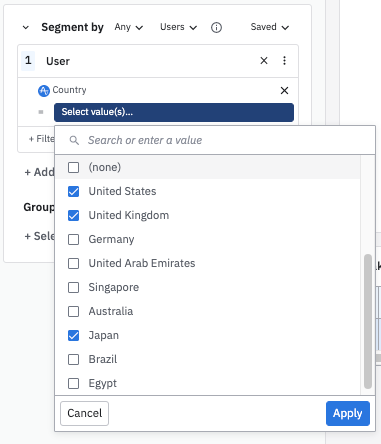 Segment by Any Users Saved
1 User
Country
= Select value(s)...
+ Filte
Search or enter a value
(none)
United States
+ Add
United Kingdom
Group
Germany
+ Sele
United Arab Emirates
Singapore
Australia
Japan
Brazil
Egypt
Cancel Apply